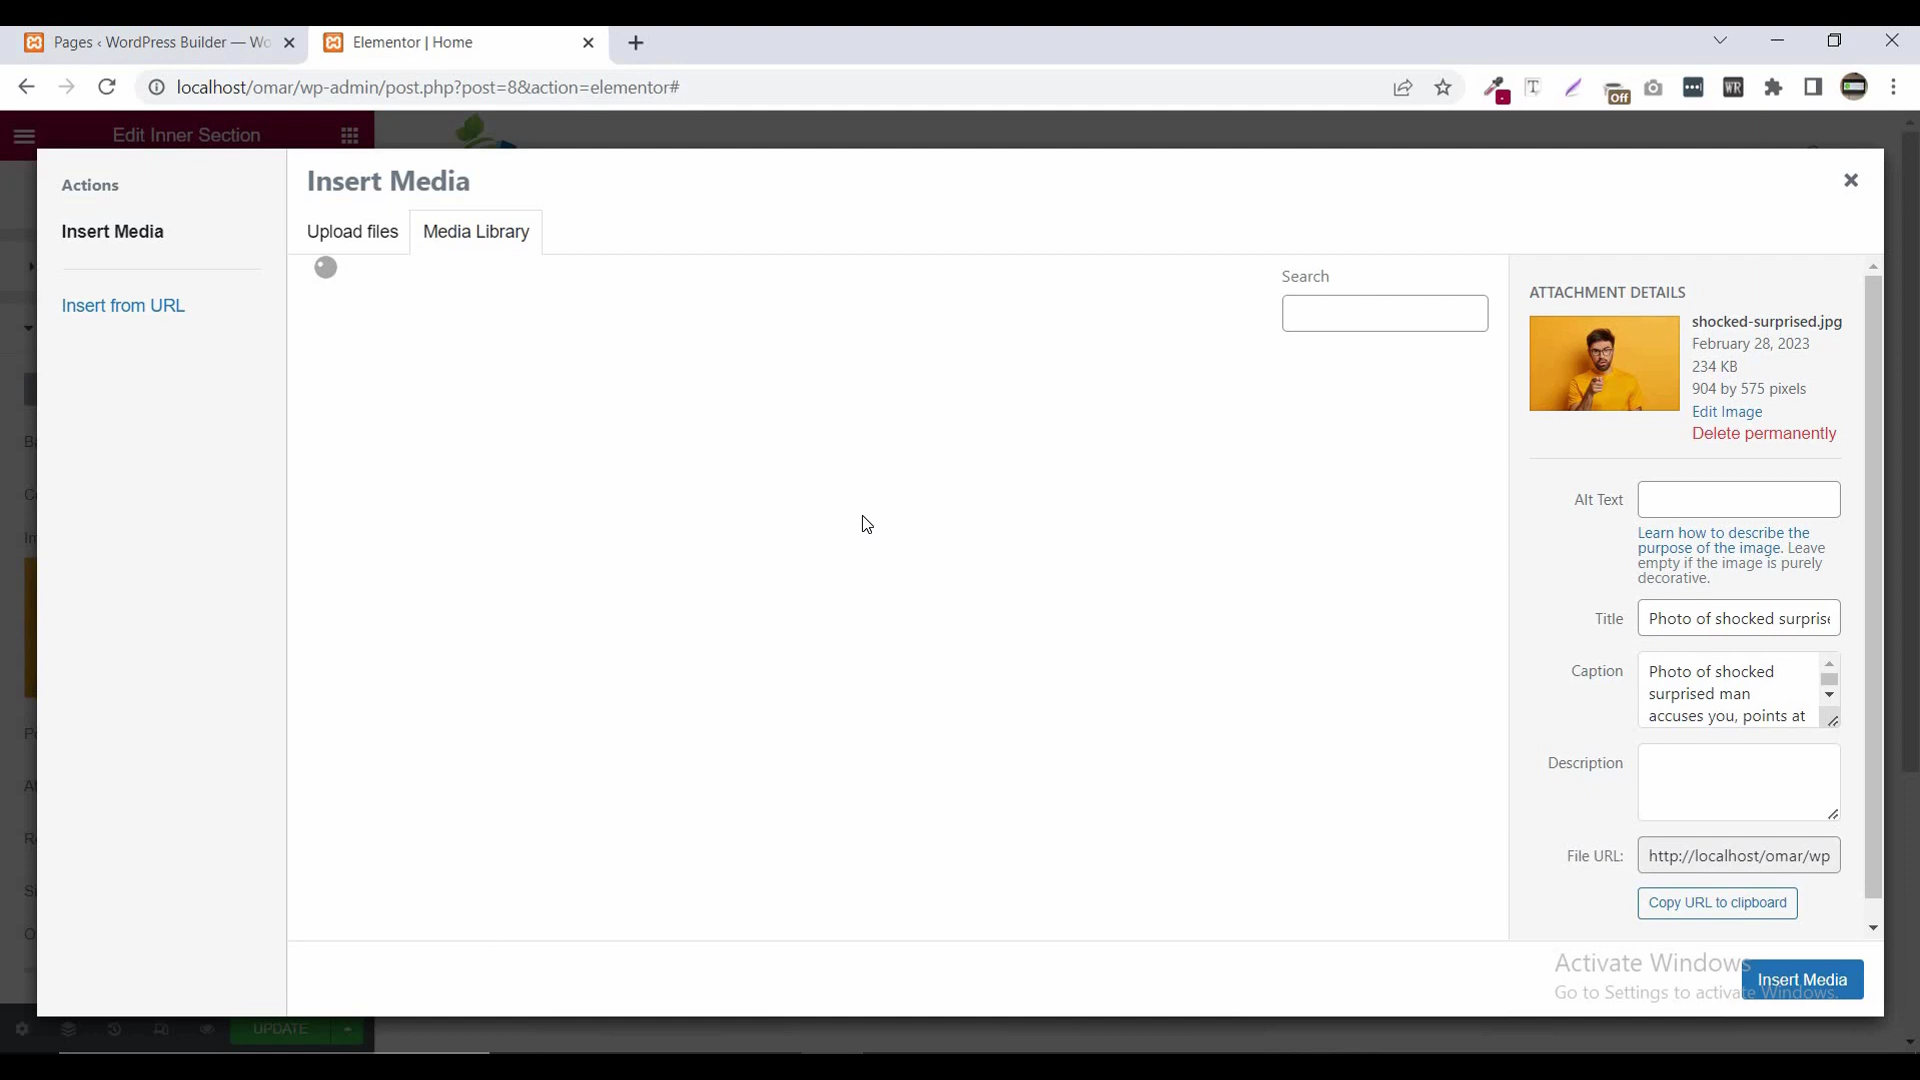 Pages ‹ WordPress Builder — Wo
Elementor | Home
localhost/omar/wp-admin/post.php?post=8&action=elementor#
Off
WR
Edit Inner Section
Actions
Insert Media
Insert from URL
Insert Media
Upload files
Media Library
Search
ATTACHMENT DETAILS
shocked-surprised.jpg
February 28, 2023
234 KB
904 by 575 pixels
Edit Image
Delete permanently
Alt Text
Learn how to describe the
purpose of the image. Leave
empty if the image is purely
decorative.
Title
Photo of shocked surpris
Caption
Photo of shocked
surprised man
accuses you, points at
Description
File URL:
http://localhost/omar/wp
Copy URL to clipboard
Activate Windows
Go to Settings to activate Windows.
Insert Media
UPDATE